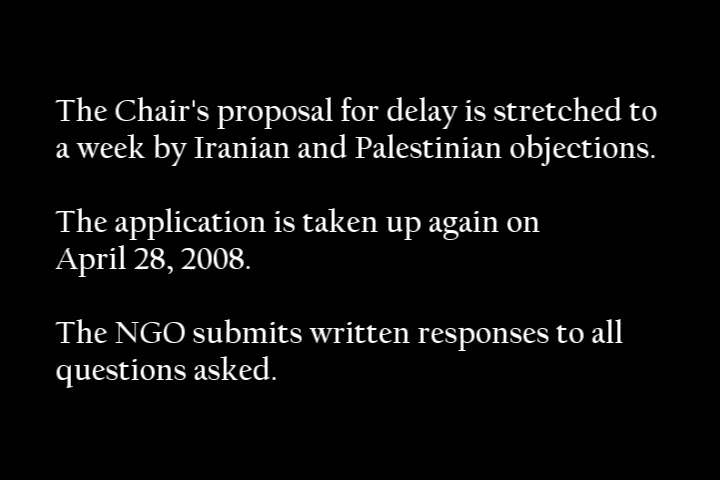 The Chair's proposal for delay is stretched to
a week by Iranian and Palestinian objections.
The application is taken up again on
April 28, 2008.
The NGO submits written responses to all
questions asked.